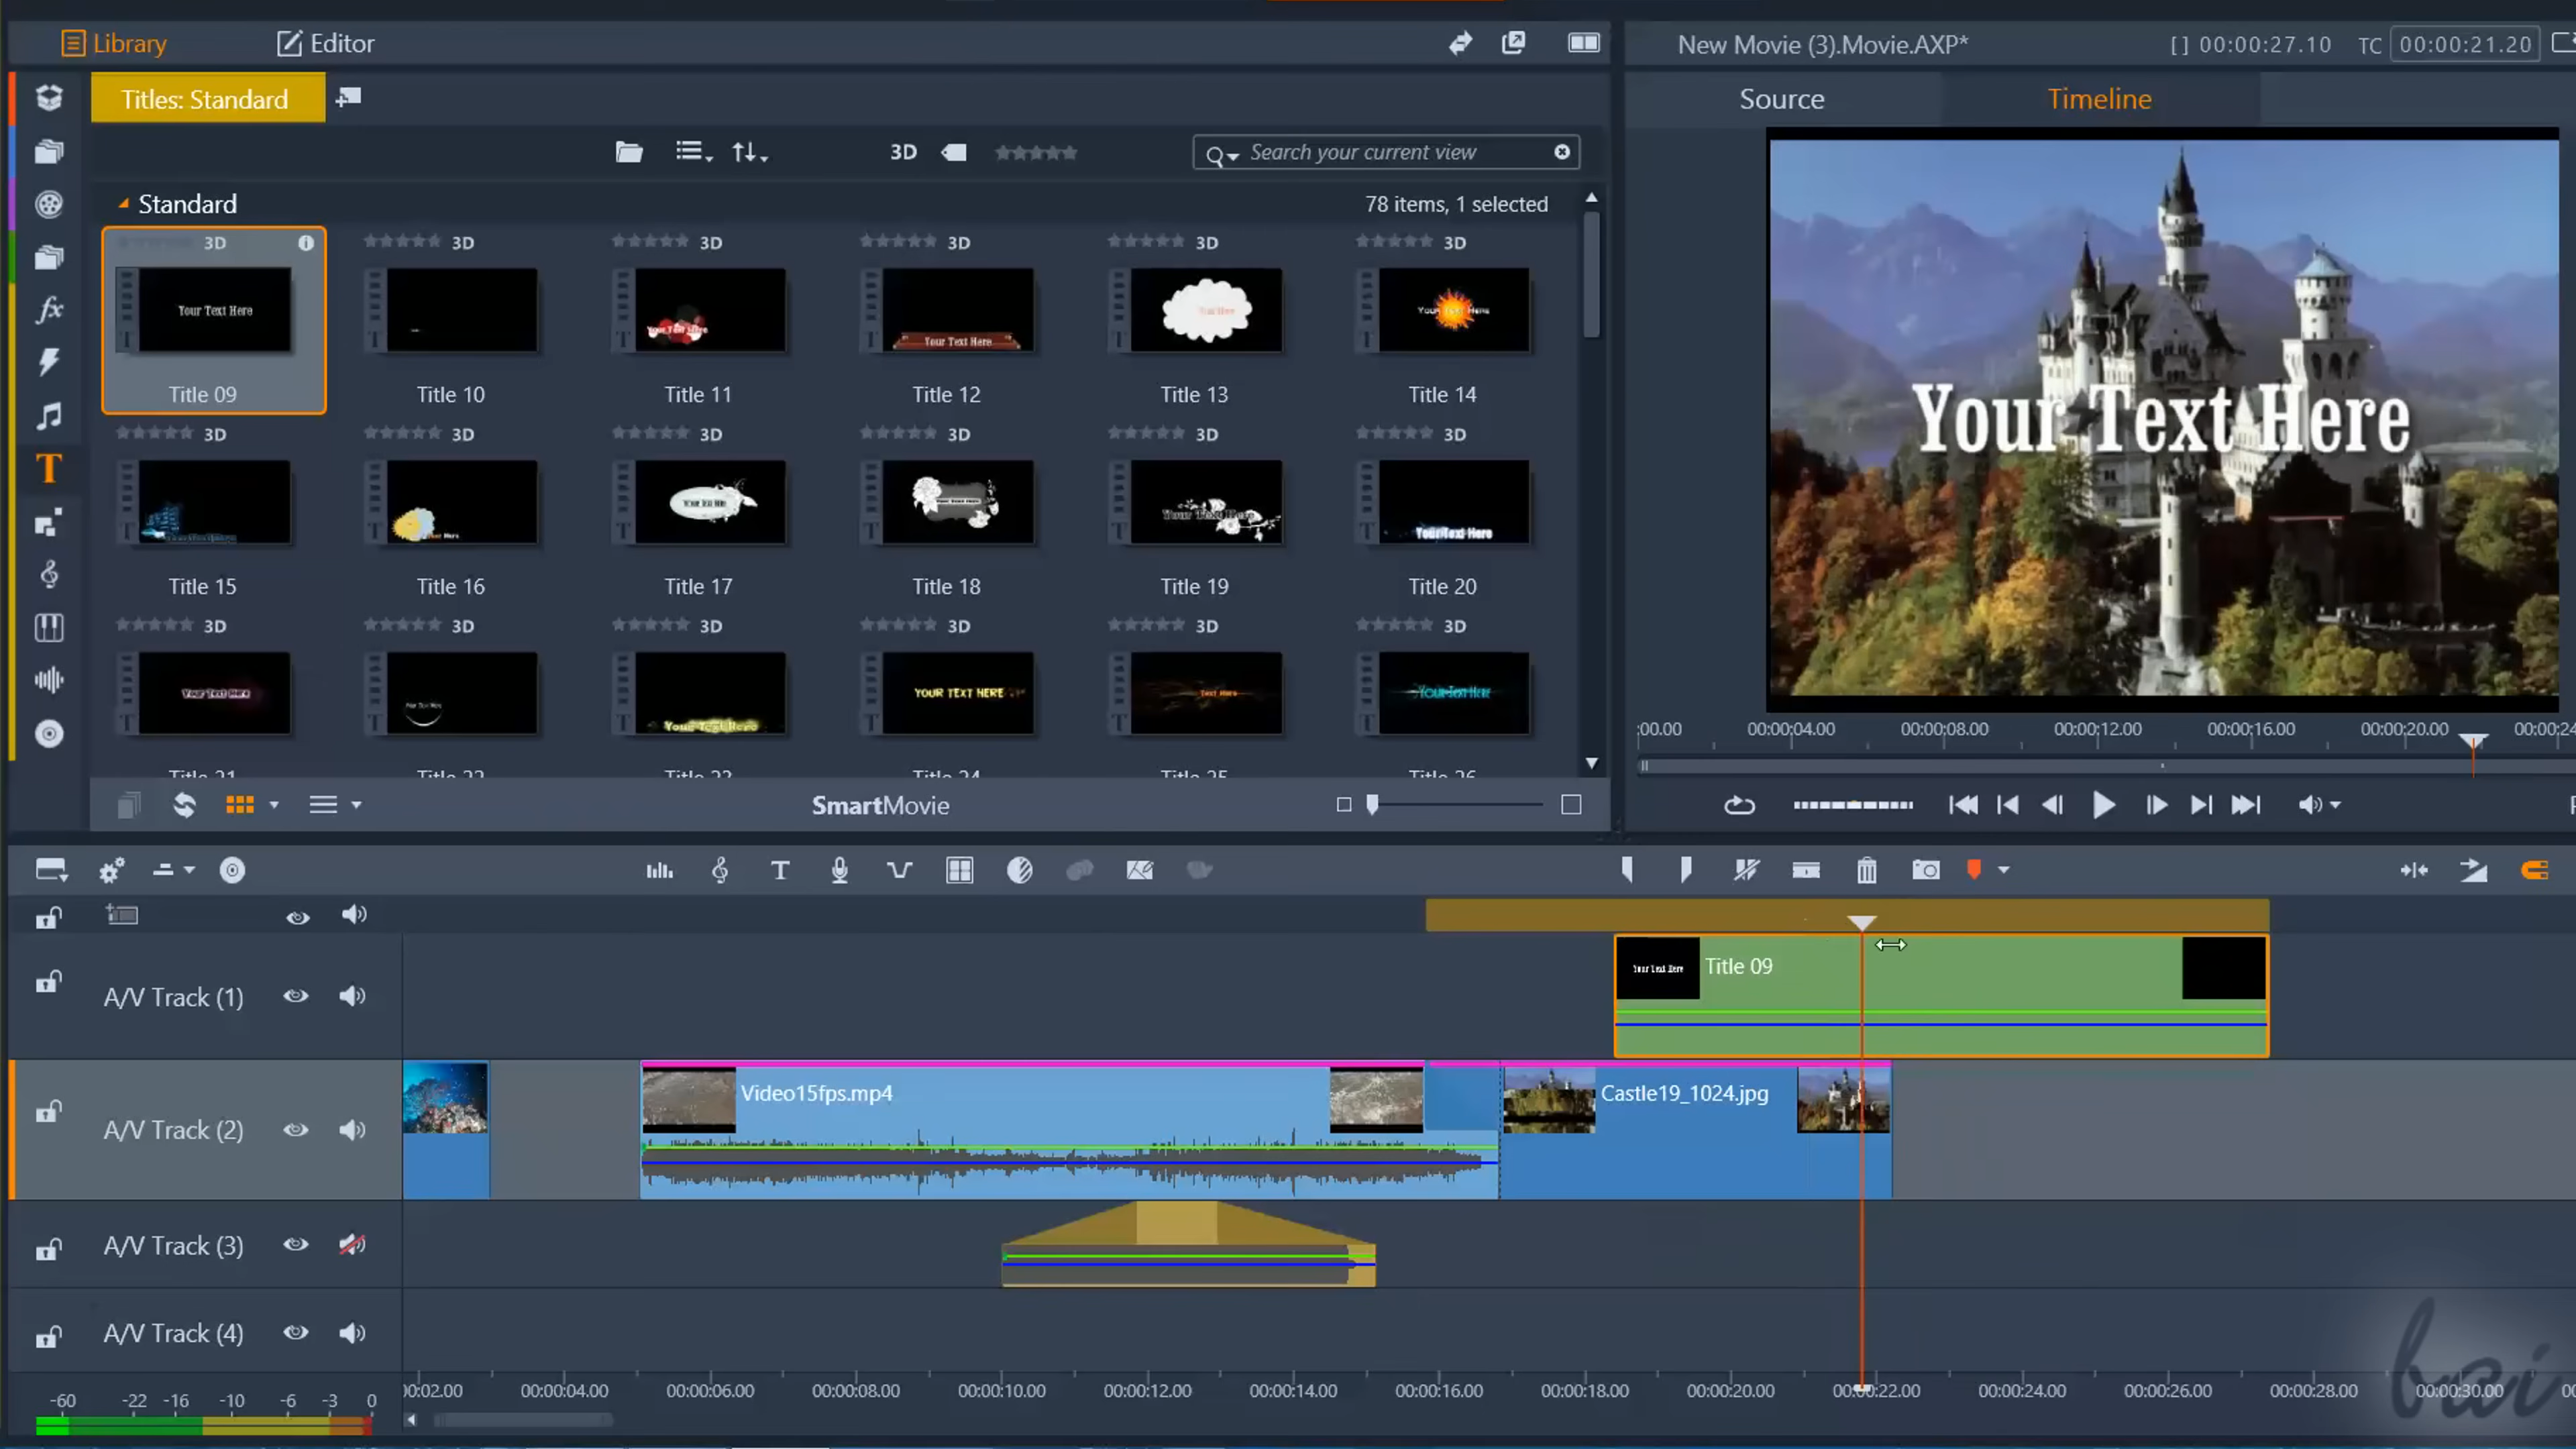 Library
Editor
New Movie (3).Movie.AXP*
[ ] 00:00:27.10
TC 00:00:21.20
Titles: Standard
Source
Timeline
3D
Search your current view
Standard
78 items, 1 selected
3D
3D
3D
3D
3D
3D
Your Text Here
Your Text Here
Your Text Here
Title 09
Title 10
Title 11
Title 12
Title 13
Title 14
Your Text Here
3D
3D
3D
3D
3D
3D
Your Text Here
Title 15
Title 16
Title 17
Title 18
Title 19
Title 20
3D
3D
3D
3D
3D
3D
Your Text Here
YOUR TEXT HERE
Text Here
Your Text Here
Your Text Here
Title 21
Title 22
Title 23
Title 24
Title 25
Title 26
:00.00
00:00:04.00
00:00:08.00
00:00:12.00
00:00:16.00
00:00:20.00
00:00:24
SmartMovie
A/V Track (1)
Your Text Here
Title 09
A/V Track (2)
Video15fps.mp4
Castle19_1024.jpg
A/V Track (3)
A/V Track (4)
:00:02.00
00:00:04.00
00:00:06.00
00:00:08.00
00:00:10.00
00:00:12.00
00:00:14.00
00:00:16.00
00:00:18.00
00:00:20.00
00:00:22.00
00:00:24.00
00:00:26.00
00:00:28.00
00:00:30.00
-60 -22 -16 -10 -6 -3 0